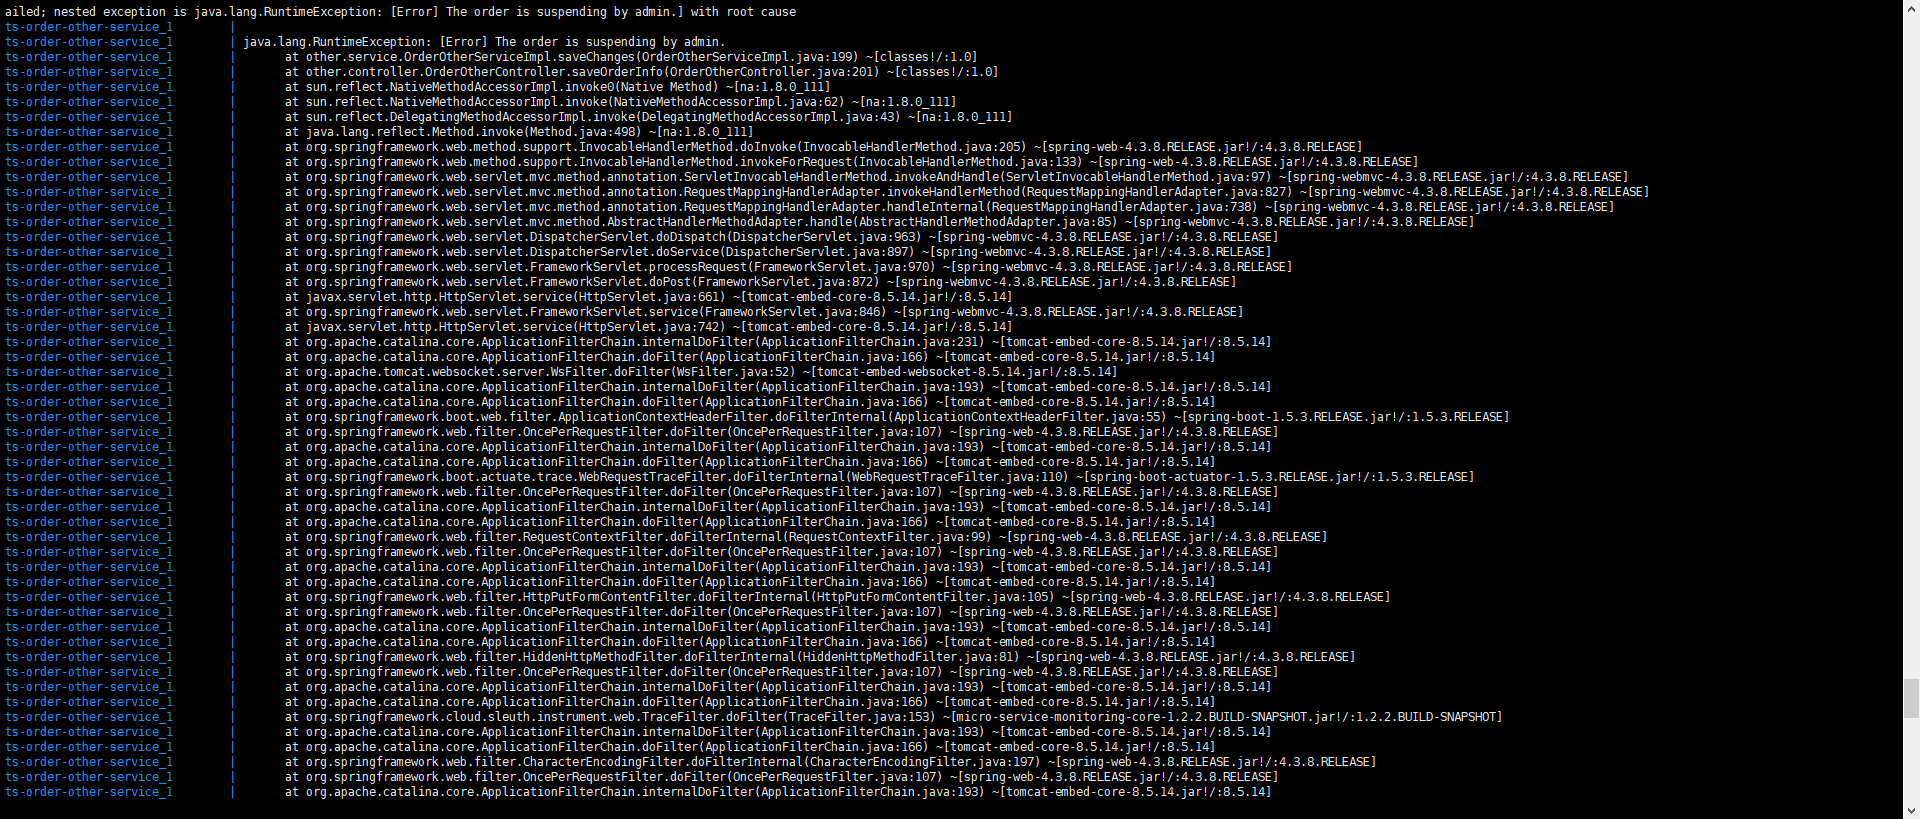 ailed; nested exception is java.lang.RuntimeException: [Error] The order is suspending by admin.] with root cause
ts-order-other-service_1 |
ts-order-other-service_1 | java.lang.RuntimeException: [Error] The order is suspending by admin.
ts-order-other-service_1 | at other.service.OrderOtherServiceImpl.saveChanges(OrderOtherServiceImpl.java:199) ~[classes!/:1.0]
ts-order-other-service_1 | at other.controller.OrderOtherController.saveOrderInfo(OrderOtherController.java:201) ~[classes!/:1.0]
ts-order-other-service_1 | at sun.reflect.NativeMethodAccessorImpl.invoke0(Native Method) ~[na:1.8.0_111]
ts-order-other-service_1 | at sun.reflect.NativeMethodAccessorImpl.invoke(NativeMethodAccessorImpl.java:62) ~[na:1.8.0_111]
ts-order-other-service_1 | at sun.reflect.DelegatingMethodAccessorImpl.invoke(DelegatingMethodAccessorImpl.java:43) ~[na:1.8.0_111]
ts-order-other-service_1 | at java.lang.reflect.Method.invoke(Method.java:498) ~[na:1.8.0_111]
ts-order-other-service_1 | at org.springframework.web.method.support.InvocableHandlerMethod.doInvoke(InvocableHandlerMethod.java:205) ~[spring-web-4.3.8.RELEASE.jar!/:4.3.8.RELEASE]
ts-order-other-service_1 | at org.springframework.web.method.support.InvocableHandlerMethod.invokeForRequest(InvocableHandlerMethod.java:133) ~[spring-web-4.3.8.RELEASE.jar!/:4.3.8.RELEASE]
ts-order-other-service_1 | at org.springframework.web.servlet.mvc.method.annotation.ServletInvocableHandlerMethod.invokeAndHandle(ServletInvocableHandlerMethod.java:97) ~[spring-webmvc-4.3.8.RELEASE.jar!/:4.3.8.RELEASE]
ts-order-other-service_1 | at org.springframework.web.servlet.mvc.method.annotation.RequestMappingHandlerAdapter.invokeHandlerMethod(RequestMappingHandlerAdapter.java:827) ~[spring-webmvc-4.3.8.RELEASE.jar!/:4.3.8.RELEASE]
ts-order-other-service_1 | at org.springframework.web.servlet.mvc.method.annotation.RequestMappingHandlerAdapter.handleInternal(RequestMappingHandlerAdapter.java:738) ~[spring-webmvc-4.3.8.RELEASE.jar!/:4.3.8.RELEASE]
ts-order-other-service_1 | at org.springframework.web.servlet.mvc.method.AbstractHandlerMethodAdapter.handle(AbstractHandlerMethodAdapter.java:85) ~[spring-webmvc-4.3.8.RELEASE.jar!/:4.3.8.RELEASE]
ts-order-other-service_1 | at org.springframework.web.servlet.DispatcherServlet.doDispatch(DispatcherServlet.java:963) ~[spring-webmvc-4.3.8.RELEASE.jar!/:4.3.8.RELEASE]
ts-order-other-service_1 | at org.springframework.web.servlet.DispatcherServlet.doService(DispatcherServlet.java:897) ~[spring-webmvc-4.3.8.RELEASE.jar!/:4.3.8.RELEASE]
ts-order-other-service_1 | at org.springframework.web.servlet.FrameworkServlet.processRequest(FrameworkServlet.java:970) ~[spring-webmvc-4.3.8.RELEASE.jar!/:4.3.8.RELEASE]
ts-order-other-service_1 | at org.springframework.web.servlet.FrameworkServlet.doPost(FrameworkServlet.java:872) ~[spring-webmvc-4.3.8.RELEASE.jar!/:4.3.8.RELEASE]
ts-order-other-service_1 | at javax.servlet.http.HttpServlet.service(HttpServlet.java:661) ~[tomcat-embed-core-8.5.14.jar!/:8.5.14]
ts-order-other-service_1 | at org.springframework.web.servlet.FrameworkServlet.service(FrameworkServlet.java:846) ~[spring-webmvc-4.3.8.RELEASE.jar!/:4.3.8.RELEASE]
ts-order-other-service_1 | at javax.servlet.http.HttpServlet.service(HttpServlet.java:742) ~[tomcat-embed-core-8.5.14.jar!/:8.5.14]
ts-order-other-service_1 | at org.apache.catalina.core.ApplicationFilterChain.internalDoFilter(ApplicationFilterChain.java:231) ~[tomcat-embed-core-8.5.14.jar!/:8.5.14]
ts-order-other-service_1 | at org.apache.catalina.core.ApplicationFilterChain.doFilter(ApplicationFilterChain.java:166) ~[tomcat-embed-core-8.5.14.jar!/:8.5.14]
ts-order-other-service_1 | at org.apache.tomcat.websocket.server.WsFilter.doFilter(WsFilter.java:52) ~[tomcat-embed-websocket-8.5.14.jar!/:8.5.14]
ts-order-other-service_1 | at org.apache.catalina.core.ApplicationFilterChain.internalDoFilter(ApplicationFilterChain.java:193) ~[tomcat-embed-core-8.5.14.jar!/:8.5.14]
ts-order-other-service_1 | at org.apache.catalina.core.ApplicationFilterChain.doFilter(ApplicationFilterChain.java:166) ~[tomcat-embed-core-8.5.14.jar!/:8.5.14]
ts-order-other-service_1 | at org.springframework.boot.web.filter.ApplicationContextHeaderFilter.doFilterInternal(ApplicationContextHeaderFilter.java:55) ~[spring-boot-1.5.3.RELEASE.jar!/:1.5.3.RELEASE]
ts-order-other-service_1 | at org.springframework.web.filter.OncePerRequestFilter.doFilter(OncePerRequestFilter.java:107) ~[spring-web-4.3.8.RELEASE.jar!/:4.3.8.RELEASE]
ts-order-other-service_1 | at org.apache.catalina.core.ApplicationFilterChain.internalDoFilter(ApplicationFilterChain.java:193) ~[tomcat-embed-core-8.5.14.jar!/:8.5.14]
ts-order-other-service_1 | at org.apache.catalina.core.ApplicationFilterChain.doFilter(ApplicationFilterChain.java:166) ~[tomcat-embed-core-8.5.14.jar!/:8.5.14]
ts-order-other-service_1 | at org.springframework.boot.actuate.trace.WebRequestTraceFilter.doFilterInternal(WebRequestTraceFilter.java:110) ~[spring-boot-actuator-1.5.3.RELEASE.jar!/:1.5.3.RELEASE]
ts-order-other-service_1 | at org.springframework.web.filter.OncePerRequestFilter.doFilter(OncePerRequestFilter.java:107) ~[spring-web-4.3.8.RELEASE.jar!/:4.3.8.RELEASE]
ts-order-other-service_1 | at org.apache.catalina.core.ApplicationFilterChain.internalDoFilter(ApplicationFilterChain.java:193) ~[tomcat-embed-core-8.5.14.jar!/:8.5.14]
ts-order-other-service_1 | at org.apache.catalina.core.ApplicationFilterChain.doFilter(ApplicationFilterChain.java:166) ~[tomcat-embed-core-8.5.14.jar!/:8.5.14]
ts-order-other-service_1 | at org.springframework.web.filter.RequestContextFilter.doFilterInternal(RequestContextFilter.java:99) ~[spring-web-4.3.8.RELEASE.jar!/:4.3.8.RELEASE]
ts-order-other-service_1 | at org.springframework.web.filter.OncePerRequestFilter.doFilter(OncePerRequestFilter.java:107) ~[spring-web-4.3.8.RELEASE.jar!/:4.3.8.RELEASE]
ts-order-other-service_1 | at org.apache.catalina.core.ApplicationFilterChain.internalDoFilter(ApplicationFilterChain.java:193) ~[tomcat-embed-core-8.5.14.jar!/:8.5.14]
ts-order-other-service_1 | at org.apache.catalina.core.ApplicationFilterChain.doFilter(ApplicationFilterChain.java:166) ~[tomcat-embed-core-8.5.14.jar!/:8.5.14]
ts-order-other-service_1 | at org.springframework.web.filter.HttpPutFormContentFilter.doFilterInternal(HttpPutFormContentFilter.java:105) ~[spring-web-4.3.8.RELEASE.jar!/:4.3.8.RELEASE]
ts-order-other-service_1 | at org.springframework.web.filter.OncePerRequestFilter.doFilter(OncePerRequestFilter.java:107) ~[spring-web-4.3.8.RELEASE.jar!/:4.3.8.RELEASE]
ts-order-other-service_1 | at org.apache.catalina.core.ApplicationFilterChain.internalDoFilter(ApplicationFilterChain.java:193) ~[tomcat-embed-core-8.5.14.jar!/:8.5.14]
ts-order-other-service_1 | at org.apache.catalina.core.ApplicationFilterChain.doFilter(ApplicationFilterChain.java:166) ~[tomcat-embed-core-8.5.14.jar!/:8.5.14]
ts-order-other-service_1 | at org.springframework.web.filter.HiddenHttpMethodFilter.doFilterInternal(HiddenHttpMethodFilter.java:81) ~[spring-web-4.3.8.RELEASE.jar!/:4.3.8.RELEASE]
ts-order-other-service_1 | at org.springframework.web.filter.OncePerRequestFilter.doFilter(OncePerRequestFilter.java:107) ~[spring-web-4.3.8.RELEASE.jar!/:4.3.8.RELEASE]
ts-order-other-service_1 | at org.apache.catalina.core.ApplicationFilterChain.internalDoFilter(ApplicationFilterChain.java:193) ~[tomcat-embed-core-8.5.14.jar!/:8.5.14]
ts-order-other-service_1 | at org.apache.catalina.core.ApplicationFilterChain.doFilter(ApplicationFilterChain.java:166) ~[tomcat-embed-core-8.5.14.jar!/:8.5.14]
ts-order-other-service_1 | at org.springframework.cloud.sleuth.instrument.web.TraceFilter.doFilter(TraceFilter.java:153) ~[micro-service-monitoring-core-1.2.2.BUILD-SNAPSHOT.jar!/:1.2.2.BUILD-SNAPSHOT]
ts-order-other-service_1 | at org.apache.catalina.core.ApplicationFilterChain.internalDoFilter(ApplicationFilterChain.java:193) ~[tomcat-embed-core-8.5.14.jar!/:8.5.14]
ts-order-other-service_1 | at org.apache.catalina.core.ApplicationFilterChain.doFilter(ApplicationFilterChain.java:166) ~[tomcat-embed-core-8.5.14.jar!/:8.5.14]
ts-order-other-service_1 | at org.springframework.web.filter.CharacterEncodingFilter.doFilterInternal(CharacterEncodingFilter.java:197) ~[spring-web-4.3.8.RELEASE.jar!/:4.3.8.RELEASE]
ts-order-other-service_1 | at org.springframework.web.filter.OncePerRequestFilter.doFilter(OncePerRequestFilter.java:107) ~[spring-web-4.3.8.RELEASE.jar!/:4.3.8.RELEASE]
ts-order-other-service_1 | at org.apache.catalina.core.ApplicationFilterChain.internalDoFilter(ApplicationFilterChain.java:193) ~[tomcat-embed-core-8.5.14.jar!/:8.5.14]